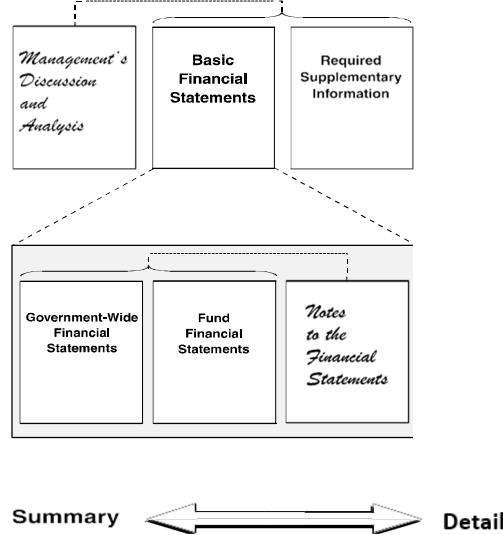 Management's
Discussion
and
Analysis
Basic
Financial
Statements
Required
Supplementary
Information
Government-Wide
Financial
Statements
Fund
Financial
Statements
Notes
to the
Financial
Statements
Summary
Detail